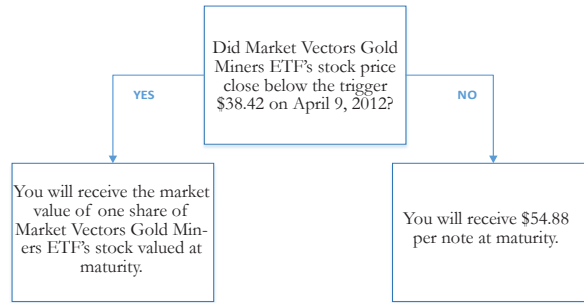 Did Market Vectors Gold
Miners ETF's stock price
close below the trigger
$38.42 on April 9, 2012?
YES
NO
You will receive the market
value of one share of
Market Vectors Gold Min-
ers ETF's stock valued at
maturity.
You will receive $54.88
per note at maturity.